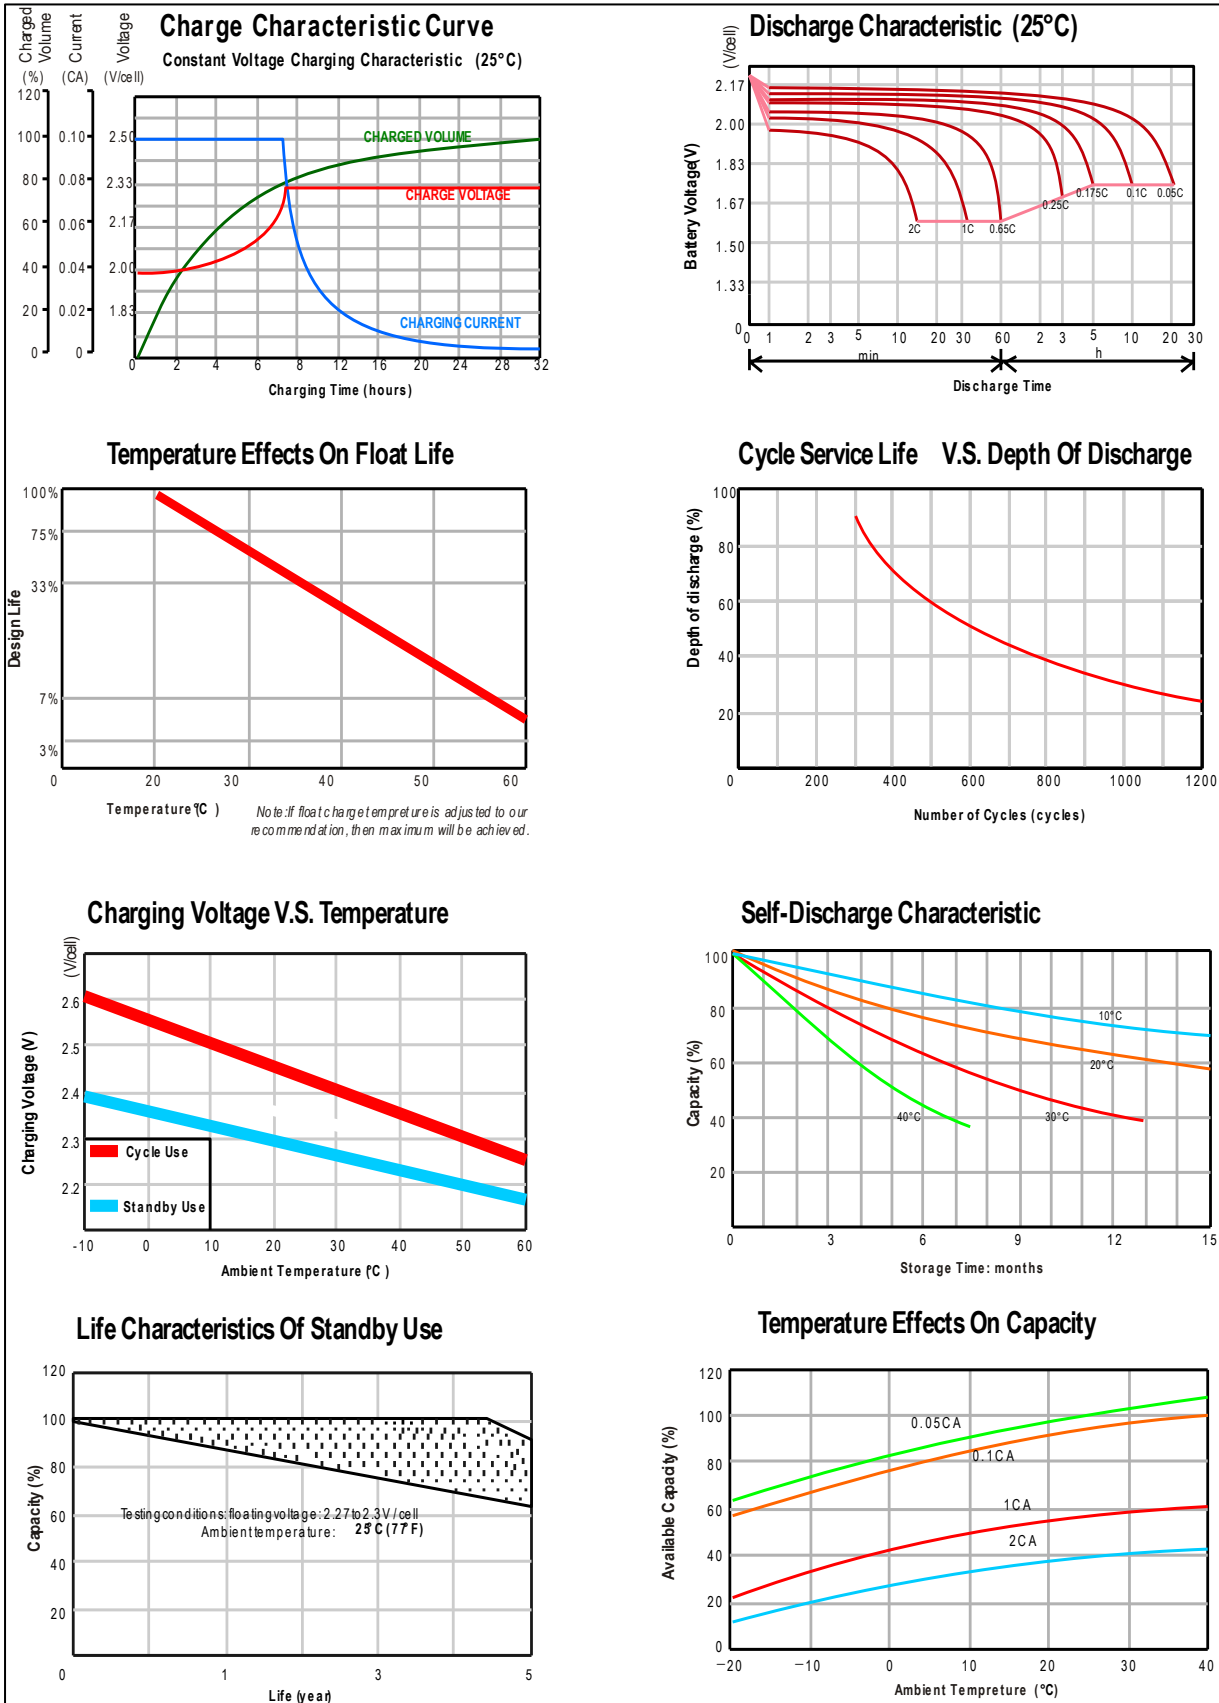 Charge Characteristic Curve
Constant Voltage Charging Characteristic (25°C)
Charged Volume
Current
Voltage
(%) (CA) (V/cell)
120
100 0.10 2.50
80 0.08 2.33
60 0.06 2.17
40 0.04 2.00
20 0.02 1.83
0 0
CHARGED VOLUME
CHARGE VOLTAGE
CHARGING CURRENT
0 2 4 6 8 12 16 20 24 28 32
Charging Time (hours)
Discharge Characteristic (25°C)
(V/cell)
Battery Voltage(V)
2.17
2.00
1.83
1.67
1.50
1.33
0
2C 1C 0.65C 0.25C 0.175C 0.1C 0.05C
0 1 2 3 5 10 20 30 60 2 3 5 10 20 30
min h
Discharge Time
Temperature Effects On Float Life
Design Life
100%
75%
33%
7%
3%
0 20 30 40 50 60
Temperature(°C )
Note:If float charge tempreture is adjusted to our
recommendation, then maximum will be achieved.
Cycle Service Life V.S. Depth Of Discharge
Depth of discharge (%)
100
80
60
40
20
0 200 400 600 800 1000 1200
Number of Cycles (cycles)
Charging Voltage V.S. Temperature
(V/cell)
Charging Voltage (V)
2.6
2.5
2.4
2.3
2.2
Cycle Use
Standby Use
-10 0 10 20 30 40 50 60
Ambient Temperature (°C )
Self-Discharge Characteristic
Capacity (%)
100
80
60
40
20
10°C
20°C
30°C
40°C
0 3 6 9 12 15
Storage Time: months
Life Characteristics Of Standby Use
Capacity (%)
120
100
80
60
40
20
Testing conditions: floating voltage: 2.27 to 2.3V / cell
Ambient temperature: 25°C (77°F)
0 1 3 5
Life (year)
Temperature Effects On Capacity
Available Capacity (%)
120
100
80
60
40
20
0
0.05CA
0.1CA
1CA
2CA
-20 -10 0 10 20 30 40
Ambient Tempreture (°C)